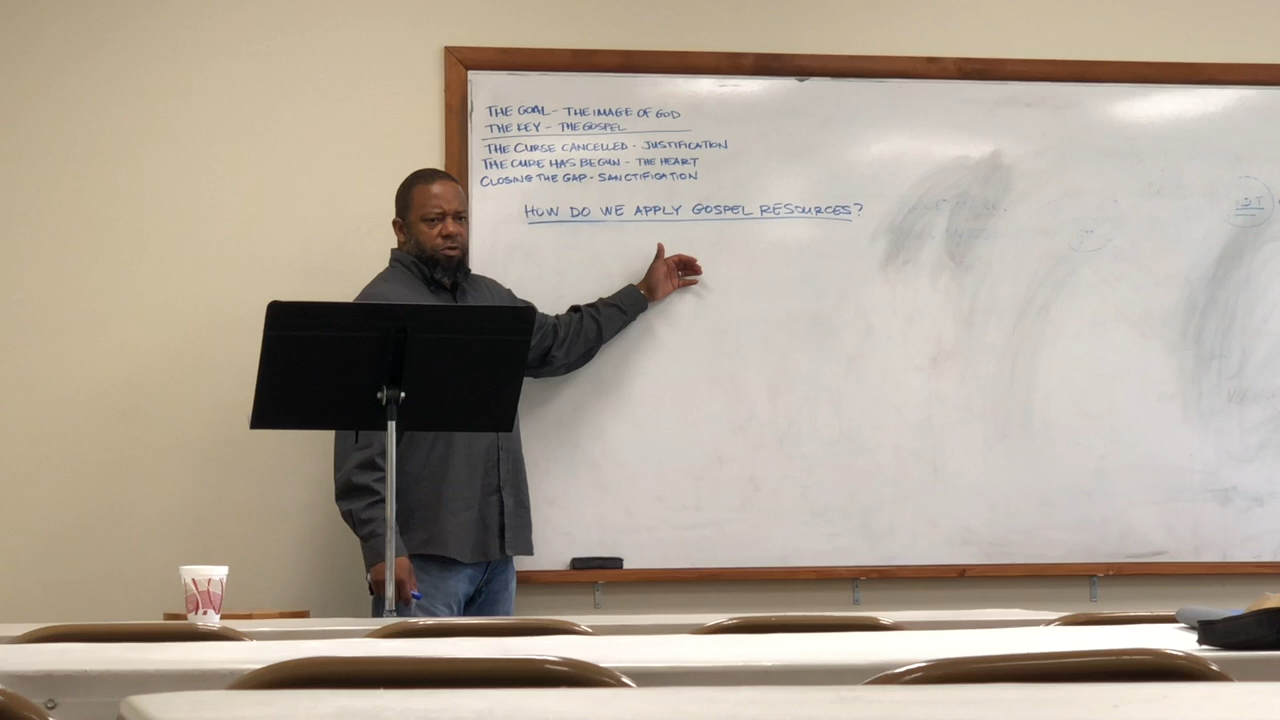 THE GOAL - THE IMAGE OF GOD
THE KEY - THE GOSPEL
THE CURSE CANCELLED - JUSTIFICATION
THE CURE HAS BEGUN - THE HEART
CLOSING THE GAP - SANCTIFICATION
HOW DO WE APPLY GOSPEL RESOURCES?